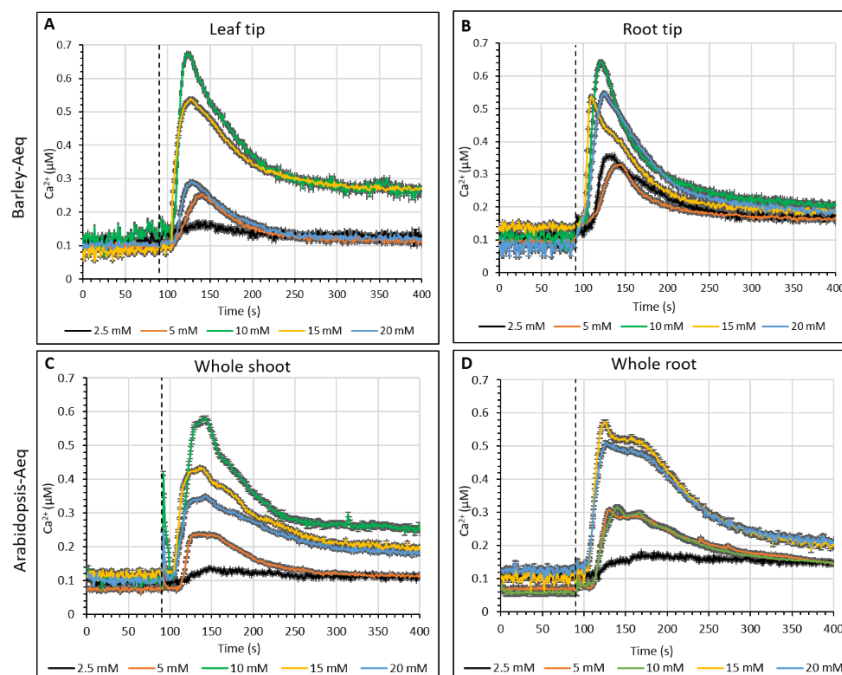 A Leaf tip
Barley-Aeq
Ca²⁺ (µM)
0.7
0.6
0.5
0.4
0.3
0.2
0.1
0
0 50 100 150 200 250 300 350 400
Time (s)
2.5 mM 5 mM 10 mM 15 mM 20 mM
B Root tip
Ca²⁺ (µM)
0.7
0.6
0.5
0.4
0.3
0.2
0.1
0
0 50 100 150 200 250 300 350 400
Time (s)
2.5 mM 5 mM 10 mM 15 mM 20 mM
C Whole shoot
Arabidopsis-Aeq
Ca²⁺ (µM)
0.7
0.6
0.5
0.4
0.3
0.2
0.1
0
0 50 100 150 200 250 300 350 400
Time (s)
2.5 mM 5 mM 10 mM 15 mM 20 mM
D Whole root
Ca²⁺ (µM)
0.7
0.6
0.5
0.4
0.3
0.2
0.1
0
0 50 100 150 200 250 300 350 400
Time (s)
2.5 mM 5 mM 10 mM 15 mM 20 mM